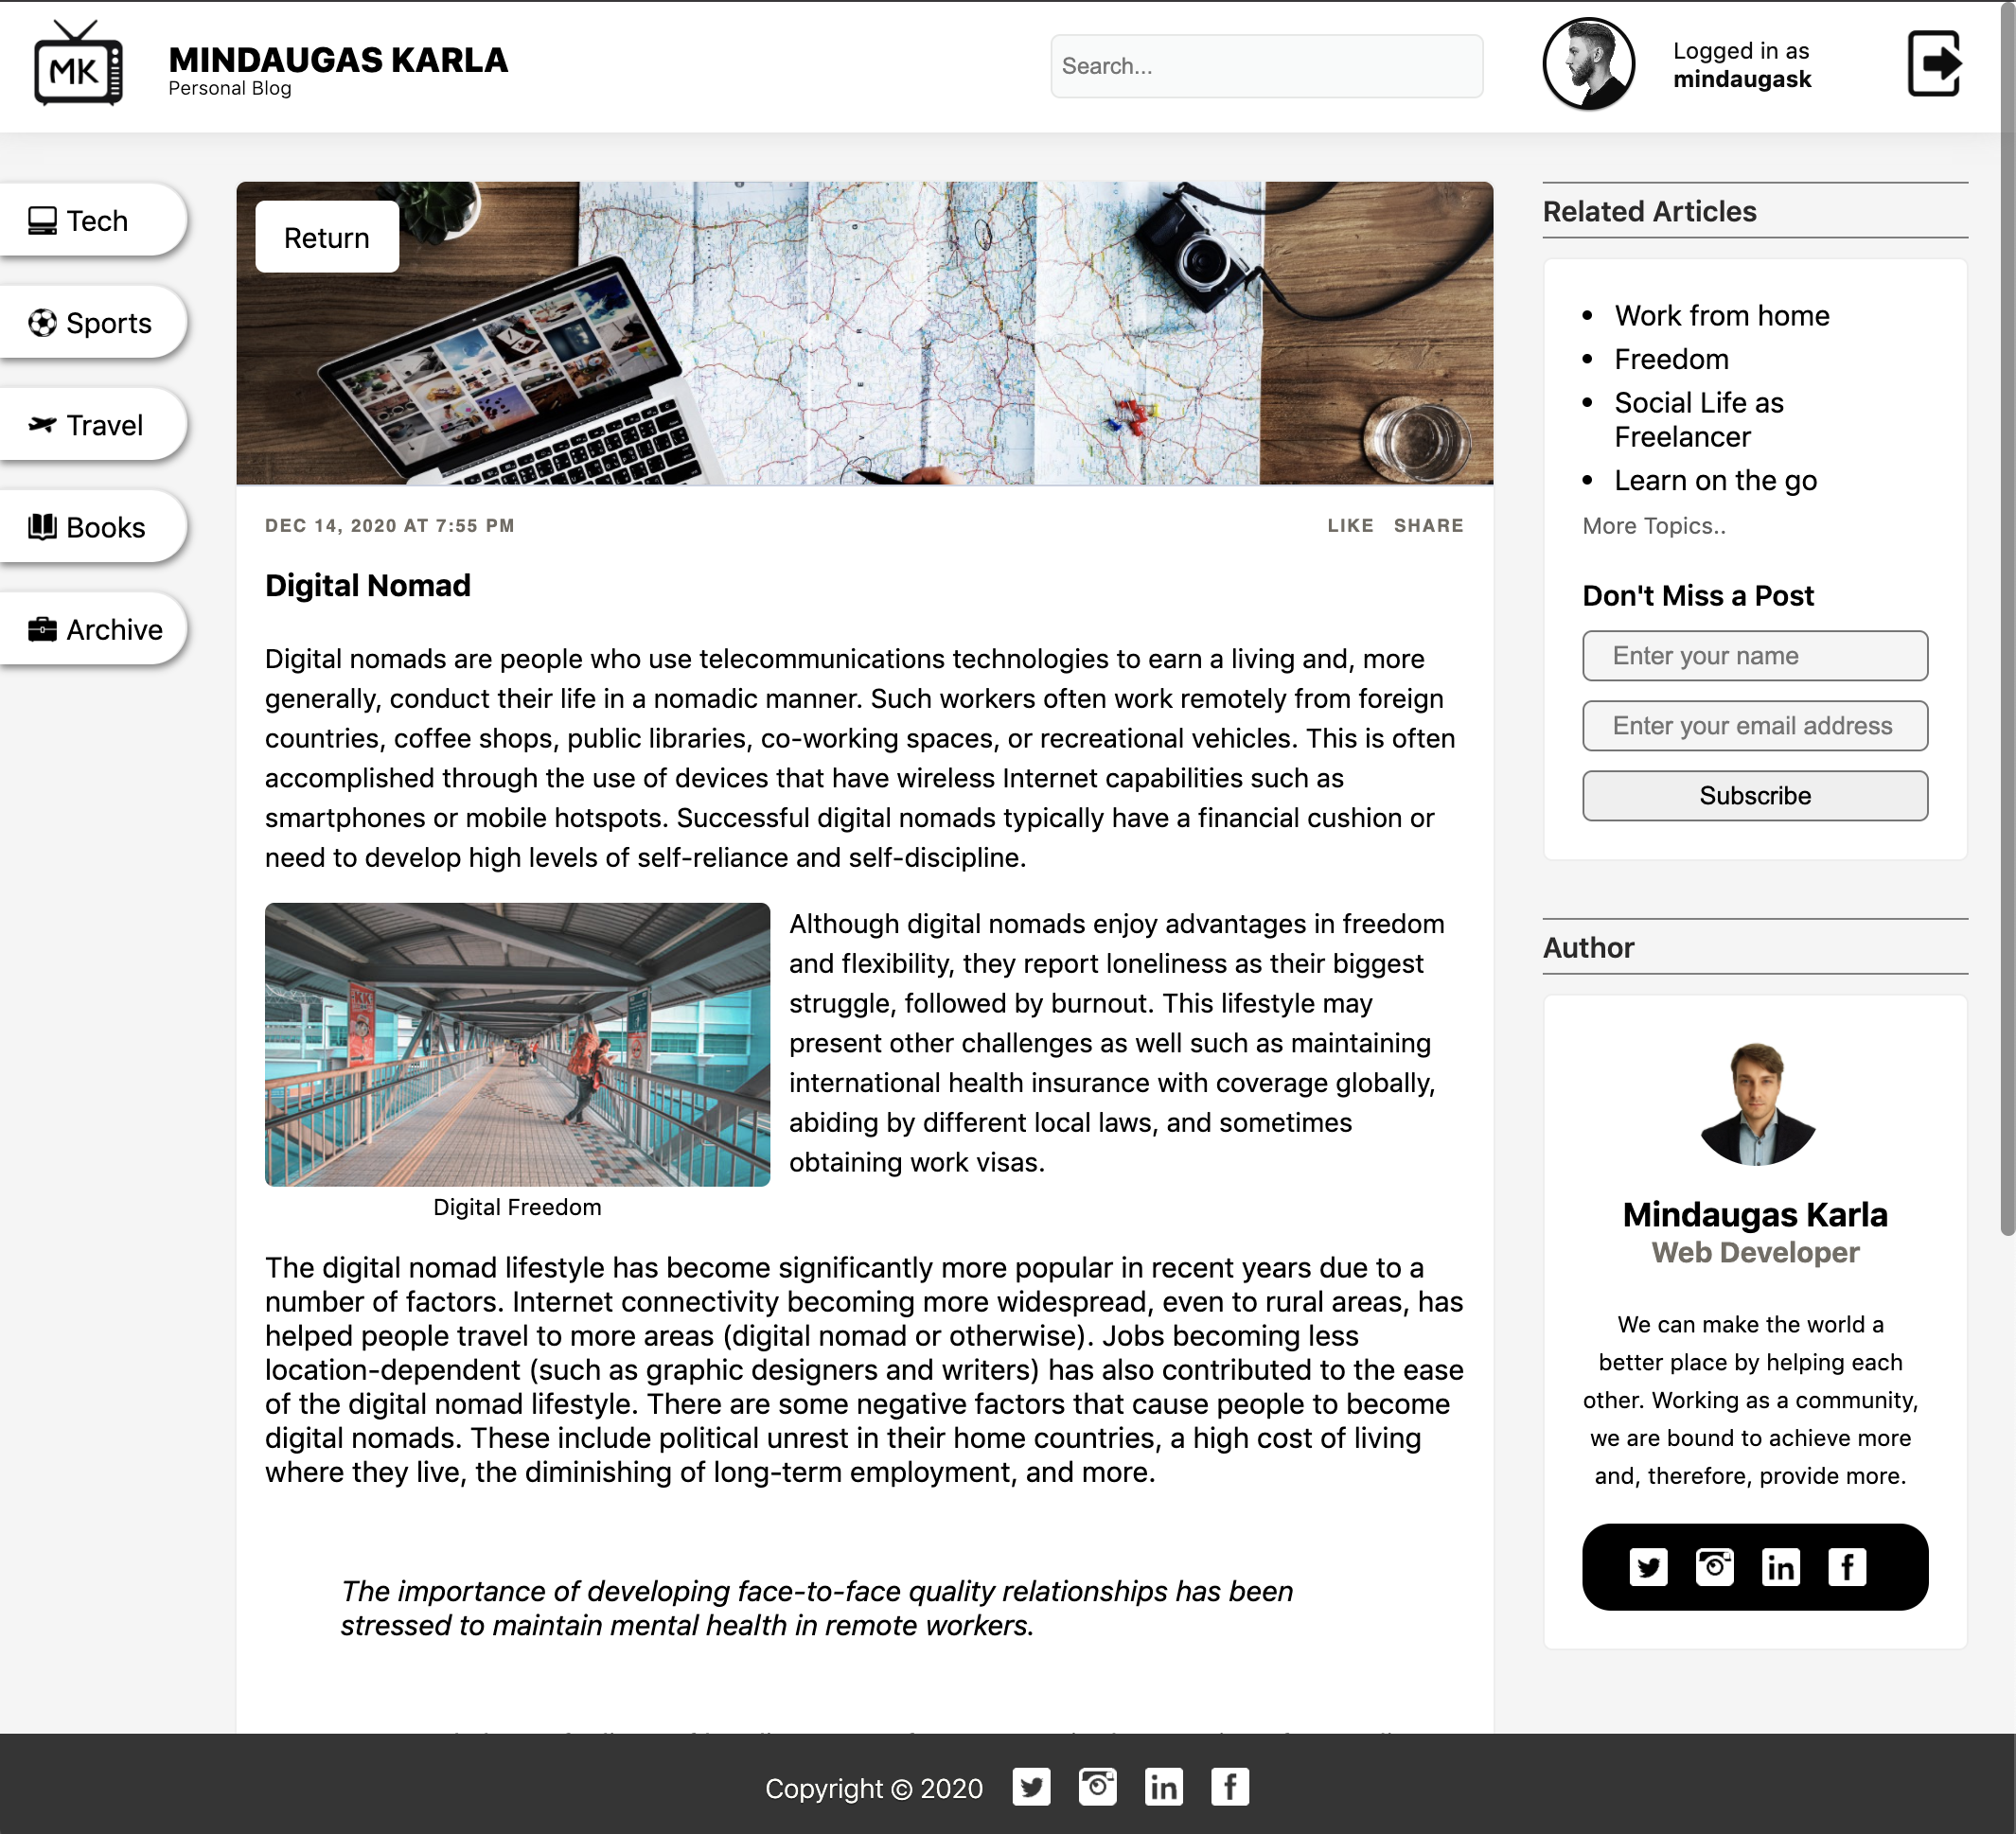 MK
MINDAUGAS KARLA
Personal Blog
Search...
Logged in as
mindaugask
Tech
Sports
Travel
Books
Archive
Return
DEC 14, 2020 AT 7:55 PM
LIKE SHARE
Digital Nomad
Digital nomads are people who use telecommunications technologies to earn a living and, more
generally, conduct their life in a nomadic manner. Such workers often work remotely from foreign
countries, coffee shops, public libraries, co-working spaces, or recreational vehicles. This is often
accomplished through the use of devices that have wireless Internet capabilities such as
smartphones or mobile hotspots. Successful digital nomads typically have a financial cushion or
need to develop high levels of self-reliance and self-discipline.
KK
Digital Freedom
Although digital nomads enjoy advantages in freedom
and flexibility, they report loneliness as their biggest
struggle, followed by burnout. This lifestyle may
present other challenges as well such as maintaining
international health insurance with coverage globally,
abiding by different local laws, and sometimes
obtaining work visas.
The digital nomad lifestyle has become significantly more popular in recent years due to a
number of factors. Internet connectivity becoming more widespread, even to rural areas, has
helped people travel to more areas (digital nomad or otherwise). Jobs becoming less
location-dependent (such as graphic designers and writers) has also contributed to the ease
of the digital nomad lifestyle. There are some negative factors that cause people to become
digital nomads. These include political unrest in their home countries, a high cost of living
where they live, the diminishing of long-term employment, and more.
The importance of developing face-to-face quality relationships has been
stressed to maintain mental health in remote workers.
Related Articles
Work from home
Freedom
Social Life as
Freelancer
Learn on the go
More Topics..
Don't Miss a Post
Enter your name
Enter your email address
Subscribe
Author
Mindaugas Karla
Web Developer
We can make the world a
better place by helping each
other. Working as a community,
we are bound to achieve more
and, therefore, provide more.
Copyright © 2020